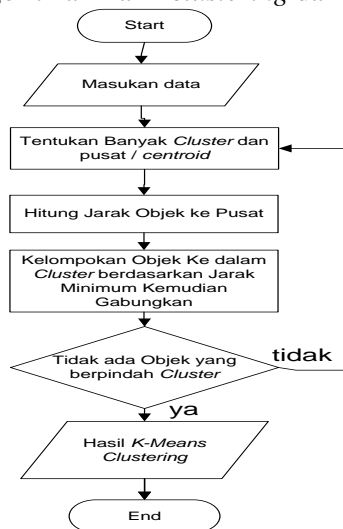 Start
Masukan data
Tentukan Banyak Cluster dan
pusat / centroid
Hitung Jarak Objek ke Pusat
Kelompokan Objek Ke dalam
Cluster berdasarkan Jarak
Minimum Kemudian
Gabungkan
Tidak ada Objek yang
berpindah Cluster
tidak
ya
Hasil K-Means
Clustering
End